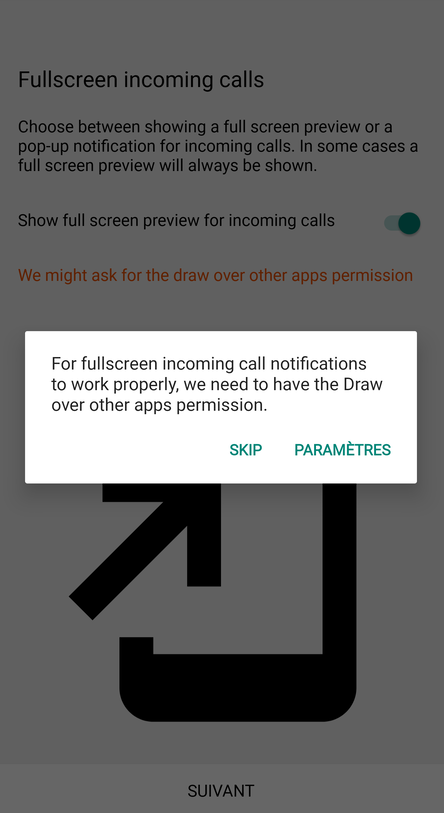 Fullscreen incoming calls
Choose between showing a full screen preview or a
pop-up notification for incoming calls. In some cases a
full screen preview will always be shown.
Show full screen preview for incoming calls
We might ask for the draw over other apps permission
For fullscreen incoming call notifications
to work properly, we need to have the Draw
over other apps permission.
SKIP
PARAMÈTRES
SUIVANT